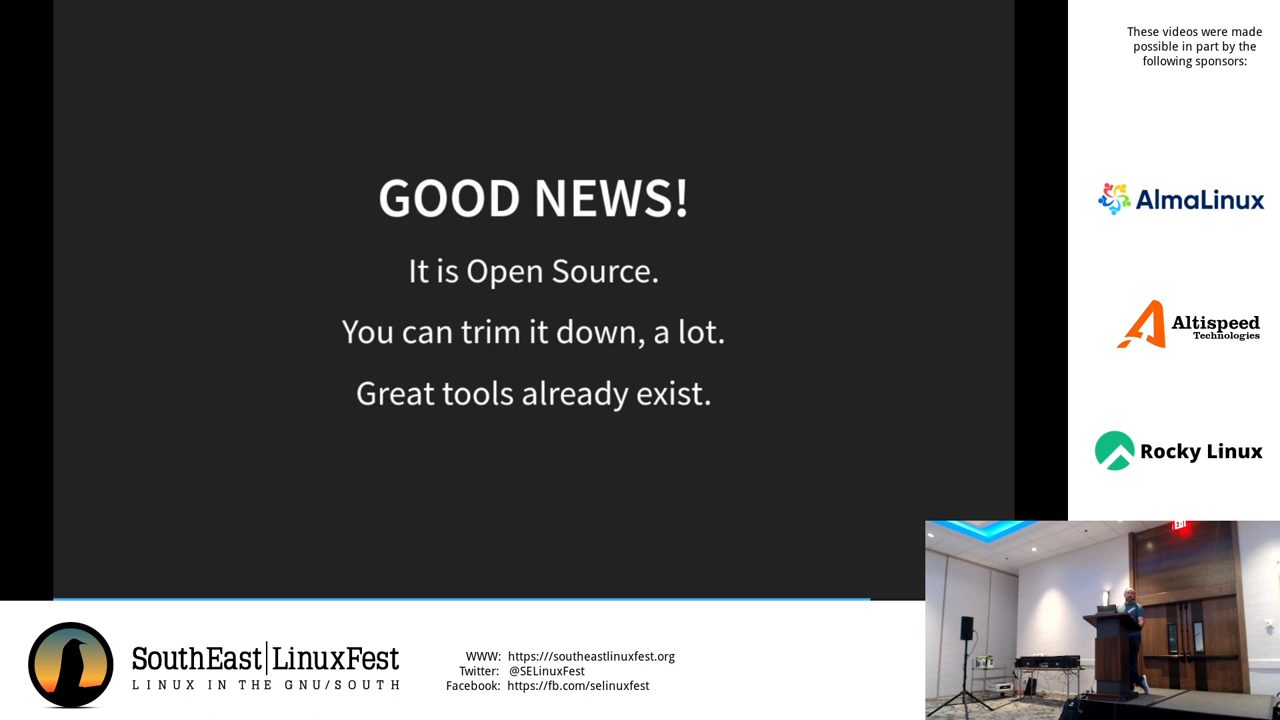 GOOD NEWS!
It is Open Source.
You can trim it down, a lot.
Great tools already exist.
These videos were made
possible in part by the
following sponsors:
AlmaLinux
Altispeed
Technologies
Rocky Linux
EXIT
SouthEast|LinuxFest
LINUX IN THE GNU/SOUTH
WWW: https:///southeastlinuxfest.org
Twitter: @SELinuxFest
Facebook: https://fb.com/selinuxfest